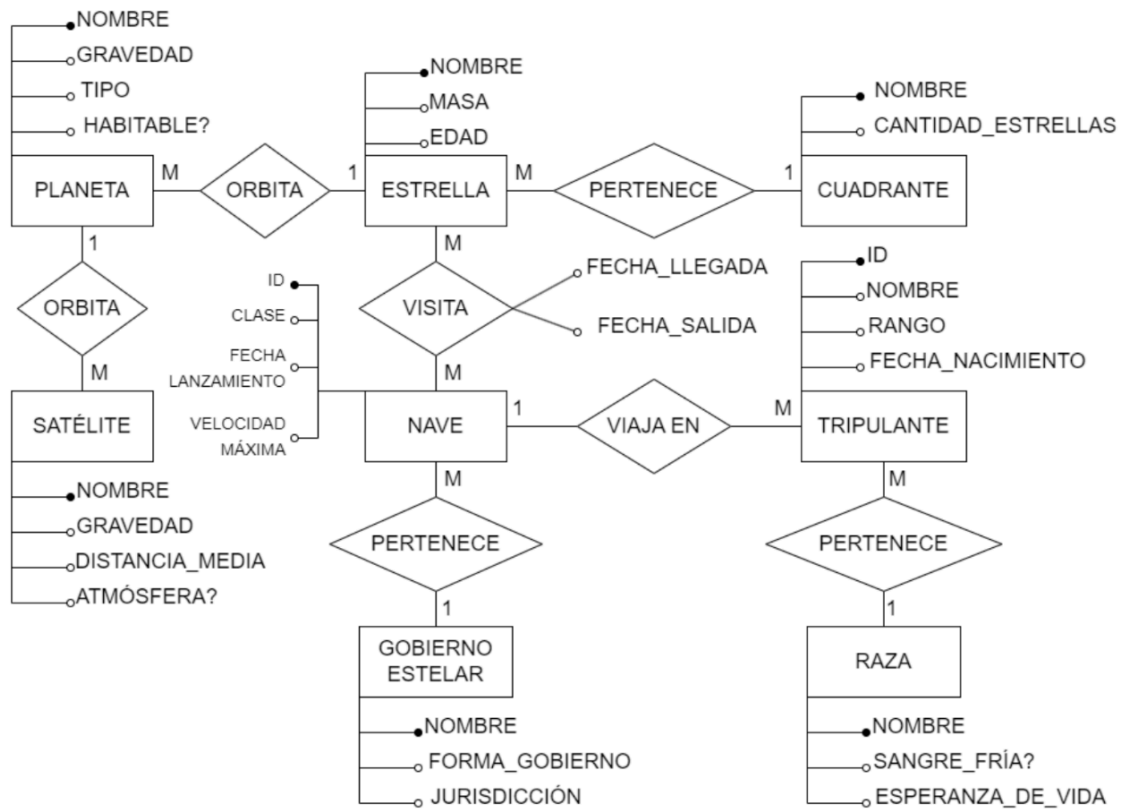 NOMBRE
GRAVEDAD
TIPO
HABITABLE?
PLANETA
M
ORBITA
1
NOMBRE
MASA
EDAD
ESTRELLA
M
PERTENECE
1
NOMBRE
CANTIDAD_ESTRELLAS
CUADRANTE
1
ORBITA
M
SATÉLITE
NOMBRE
GRAVEDAD
DISTANCIA_MEDIA
ATMÓSFERA?
M
VISITA
FECHA_LLEGADA
FECHA_SALIDA
M
ID
CLASE
FECHA
LANZAMIENTO
VELOCIDAD
MÁXIMA
NAVE
1
VIAJA EN
M
ID
NOMBRE
RANGO
FECHA_NACIMIENTO
TRIPULANTE
M
PERTENECE
1
GOBIERNO
ESTELAR
NOMBRE
FORMA_GOBIERNO
JURISDICCIÓN
M
PERTENECE
1
RAZA
NOMBRE
SANGRE_FRÍA?
ESPERANZA_DE_VIDA